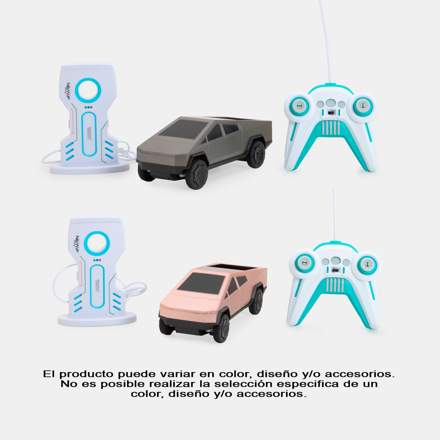 El producto puede variar en color, diseño y/o accesorios.
No es posible realizar la selección especifica de un
color, diseño y/o accesorios.